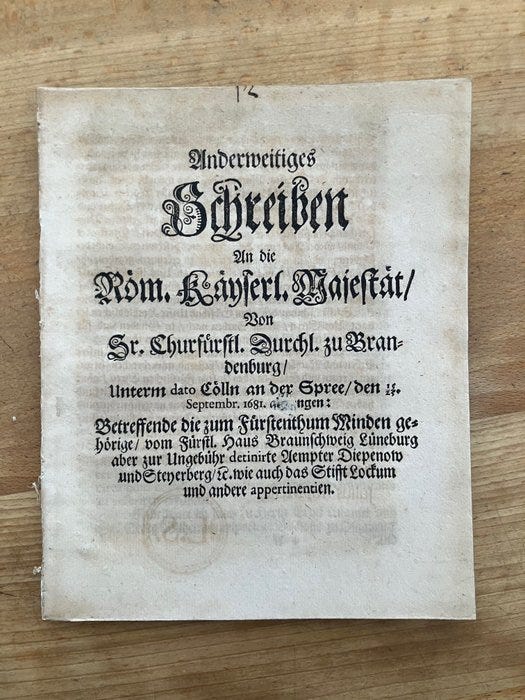 12
Anderweitiges
Schreiben
An die
Röm. Käyserl. Majestät/
Von
Sr. Churfürstl. Durchl. zu Bran-
denburg/
Unterm dato Cölln an der Spree/ den
Septembr. 1681. ngen:
Betreffende die zum Fürstenthum Minden ge-
hörige/ vom Fürstl. Haus Braunschweig Lüneburg
aber zur Ungebühr detinirte Aempter Diepenow
und Steyerberg/ &c. wie auch das Stifft Lockum
und andere appertinentien.